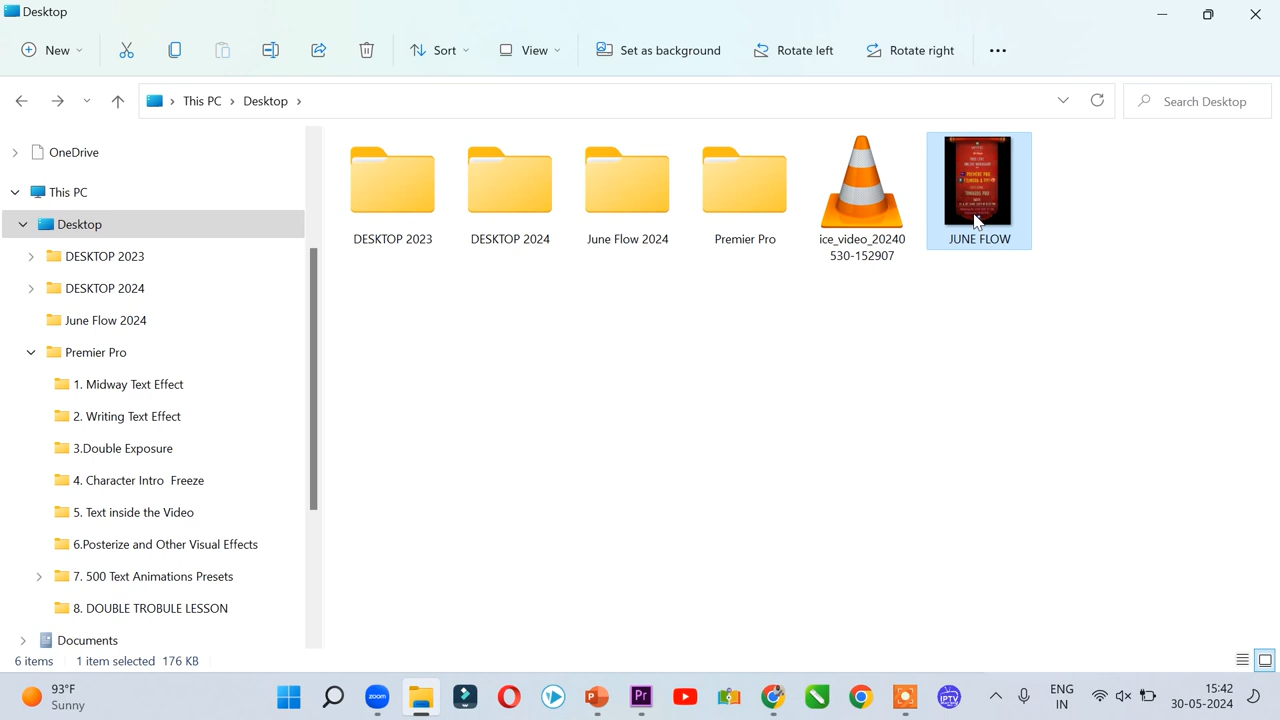 Desktop
New
Sort
View
Set as background
Rotate left
Rotate right
This PC
Desktop
Search Desktop
OneDrive
This PC
Desktop
DESKTOP 2023
DESKTOP 2024
June Flow 2024
Premier Pro
1. Midway Text Effect
2. Writing Text Effect
3.Double Exposure
4. Character Intro  Freeze
5. Text inside the Video
6.Posterize and Other Visual Effects
7. 500 Text Animations Presets
8. DOUBLE TROBULE LESSON
Documents
DESKTOP 2023
DESKTOP 2024
June Flow 2024
Premier Pro
ice_video_20240
530-152907
JUNE FLOW
6 items
1 item selected  176 KB
93°F
Sunny
zoom
Pr
IPTV
ENG
IN
15:42
30-05-2024